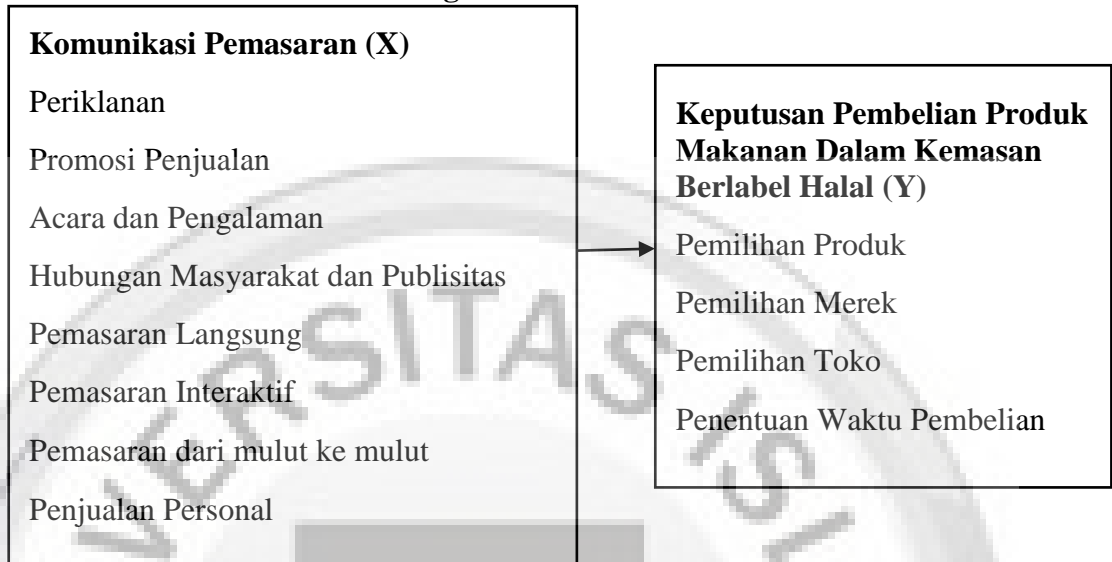 Komunikasi Pemasaran (X)
Periklanan
Promosi Penjualan
Acara dan Pengalaman
Hubungan Masyarakat dan Publisitas
Pemasaran Langsung
Pemasaran Interaktif
Pemasaran dari mulut ke mulut
Penjualan Personal
Keputusan Pembelian Produk
Makanan Dalam Kemasan
Berlabel Halal (Y)
Pemilihan Produk
Pemilihan Merek
Pemilihan Toko
Penentuan Waktu Pembelian
VERSITAS ISL